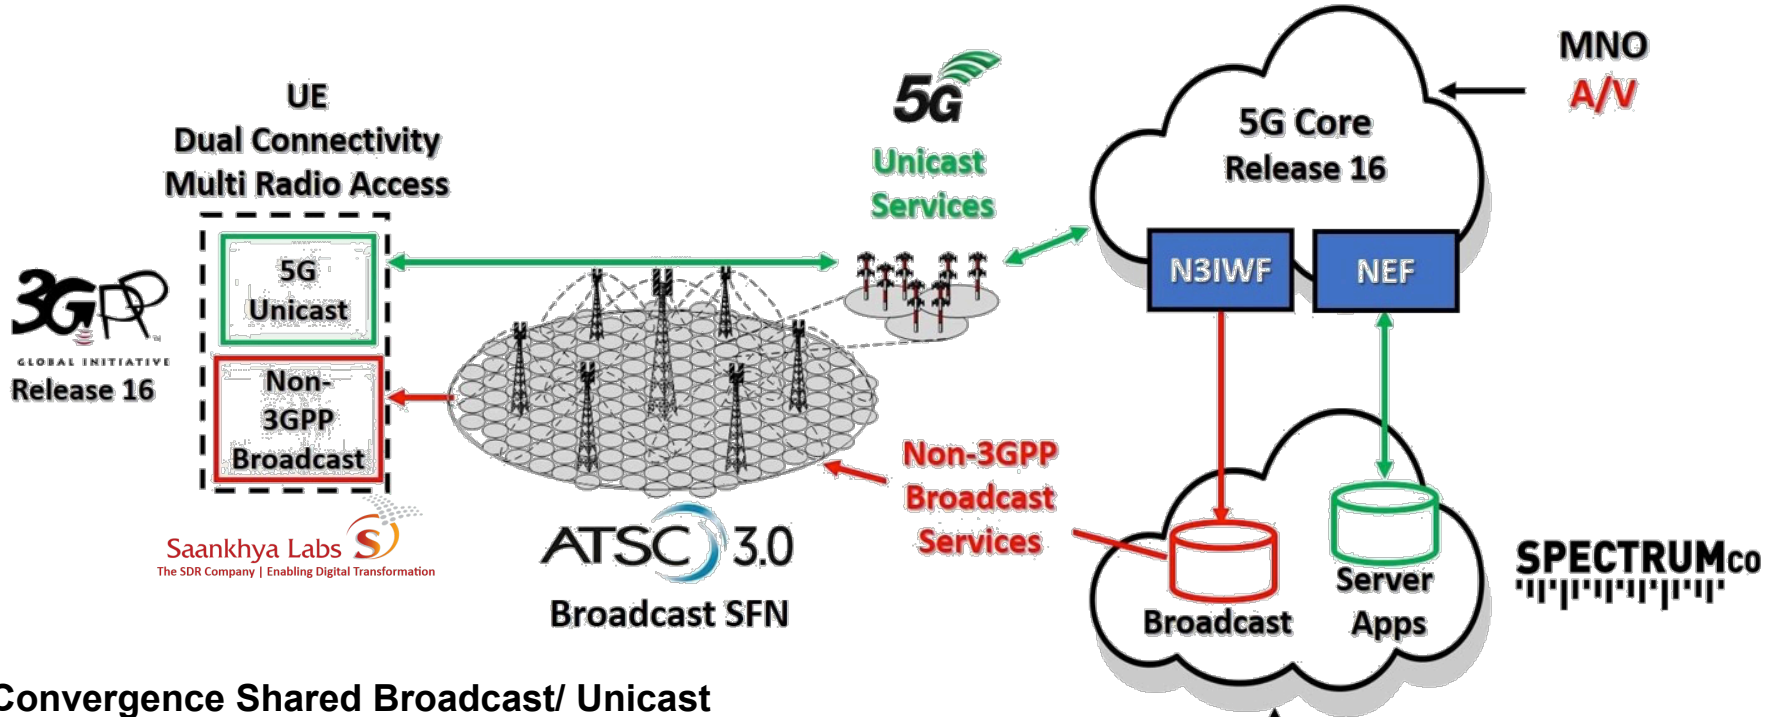 UE
Dual Connectivity
Multi Radio Access
5G
Unicast
Non-
3GPP
Broadcast
3GPP
GLOBAL INITIATIVE
Release 16
Saankhya Labs
The SDR Company | Enabling Digital Transformation
ATSC 3.0
Broadcast SFN
5G
Unicast
Services
Non-3GPP
Broadcast
Services
MNO
A/V
5G Core
Release 16
N3IWF
NEF
Broadcast
Server
Apps
SPECTRUMCO
Convergence Shared Broadcast/ Unicast